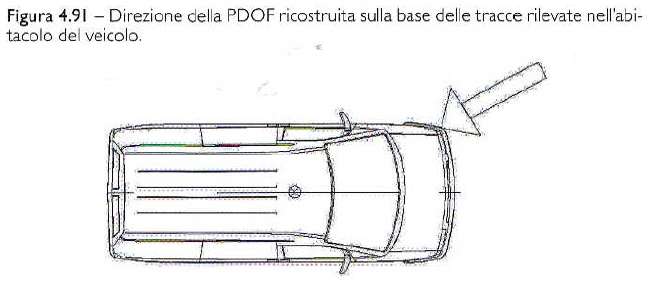 Figura 4.91 – Direzione della PDOF ricostruita sulla base delle tracce rilevate nell'abi-
tacolo del veicolo.